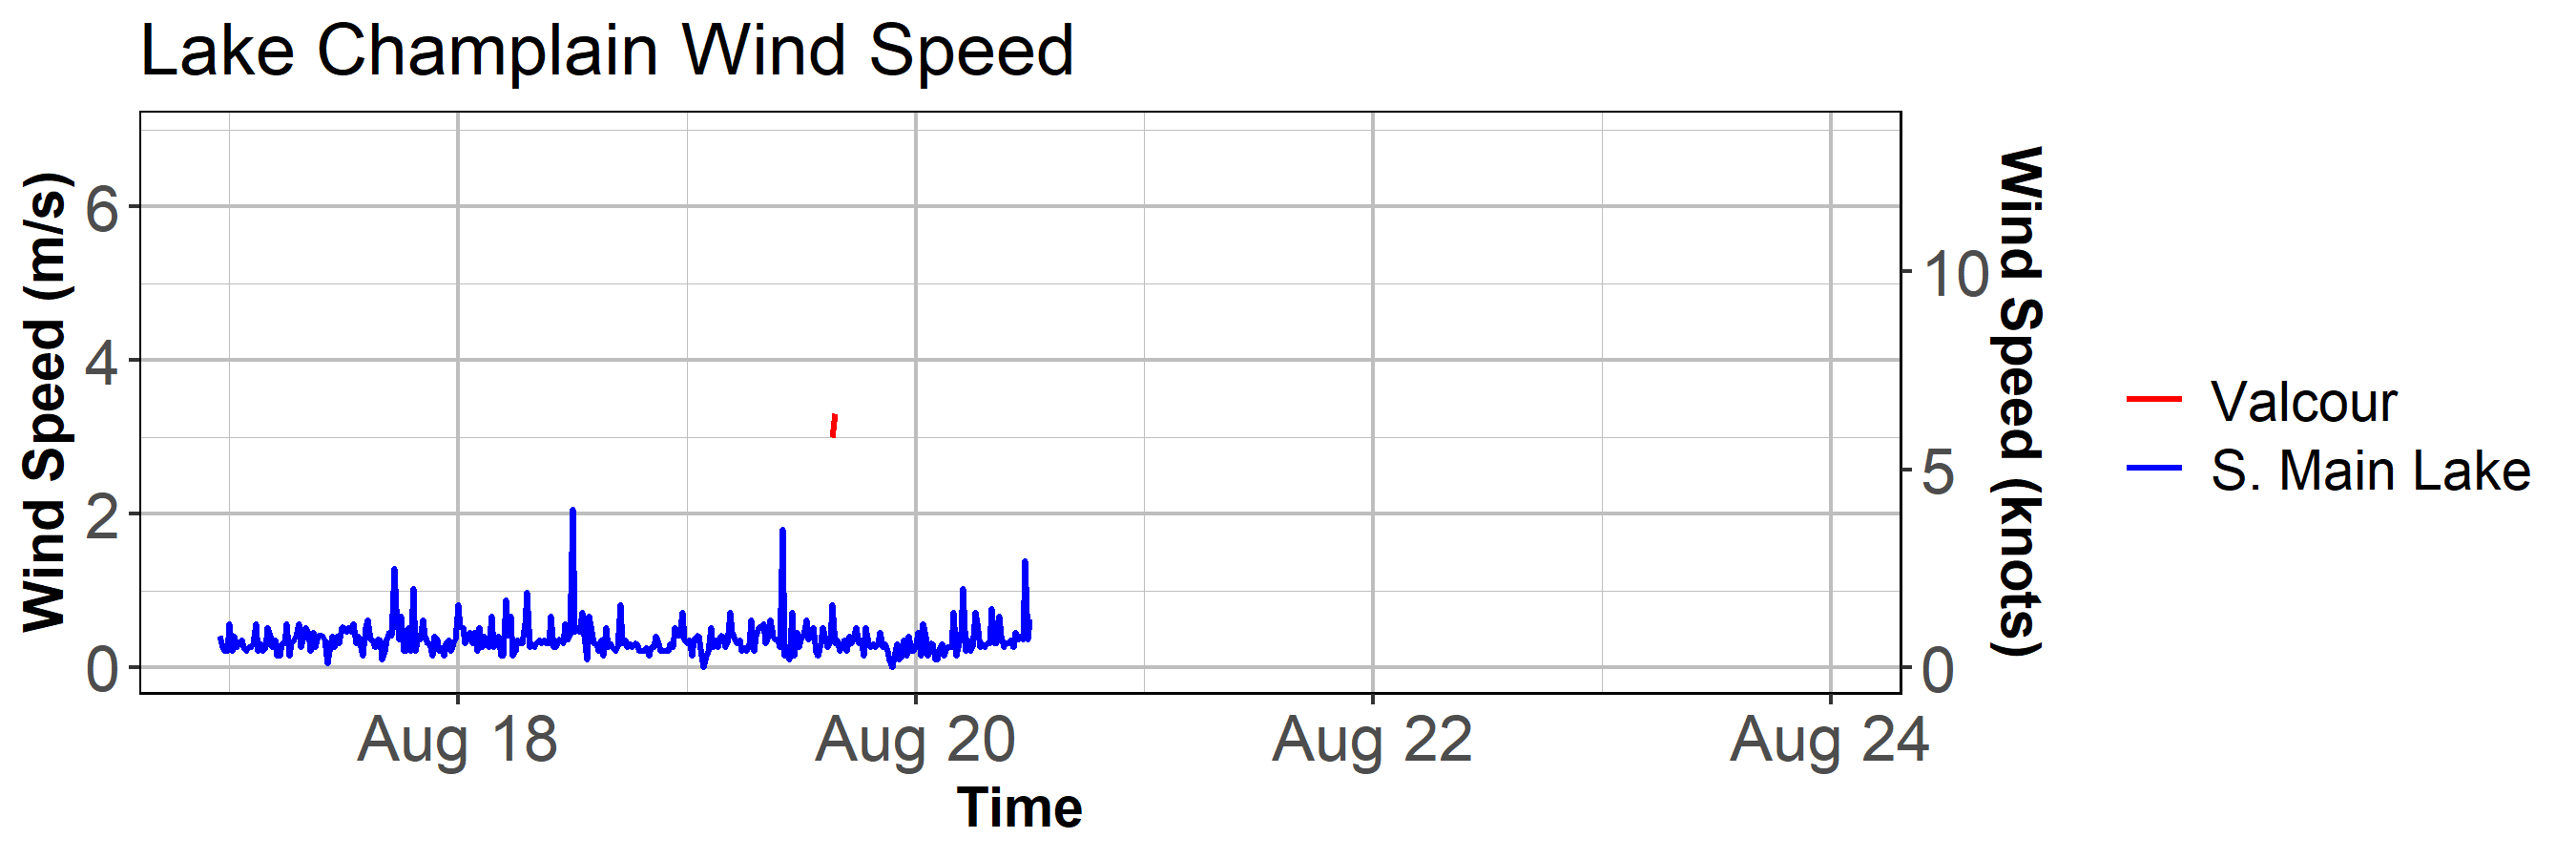 Lake Champlain Wind Speed
Wind Speed (m/s)
6
4
2
0
Wind Speed (knots)
10
5
0
Aug 18
Aug 20
Aug 22
Aug 24
Time
Valcour
S. Main Lake